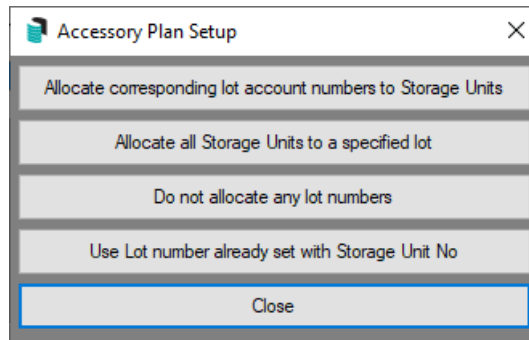 Accessory Plan Setup
Allocate corresponding lot account numbers to Storage Units
Allocate all Storage Units to a specified lot
Do not allocate any lot numbers
Use Lot number already set with Storage Unit No
Close